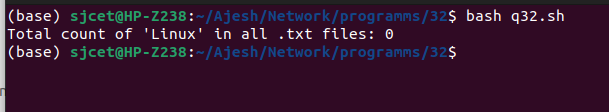 (base) sjcet@HP-Z238:~/Ajesh/Network/programms/32$ bash q32.sh
Total count of 'Linux' in all .txt files: 0
(base) sjcet@HP-Z238:~/Ajesh/Network/programms/32$